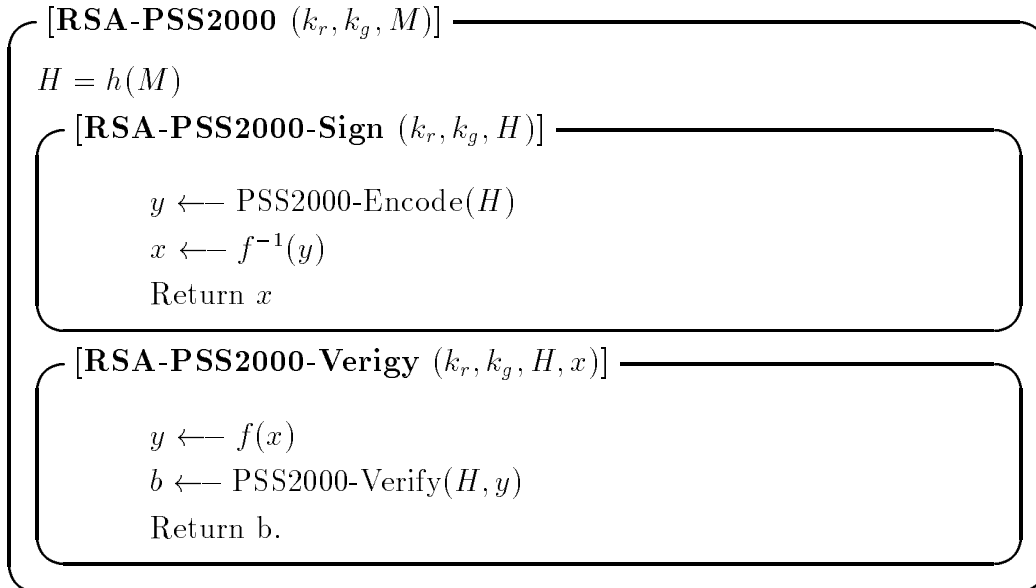 [RSA-PSS2000 (k_r, k_g, M)]
H = h(M)
[RSA-PSS2000-Sign (k_r, k_g, H)]
y ⟵ PSS2000-Encode(H)
x ⟵ f^{-1}(y)
Return x
[RSA-PSS2000-Verigy (k_r, k_g, H, x)]
y ⟵ f(x)
b ⟵ PSS2000-Verify(H, y)
Return b.